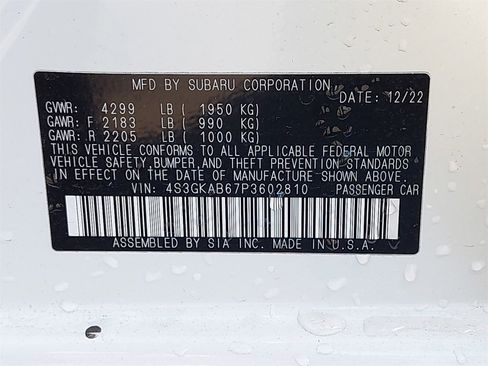 MFD BY SUBARU CORPORATION.
DATE: 12/22
GVWR: 4299 LB ( 1950 KG)
GAWR: F 2183 LB ( 990 KG)
GAWR: R 2205 LB ( 1000 KG)
THIS VEHICLE CONFORMS TO ALL APPLICABLE FEDERAL MOTOR
VEHICLE SAFETY,BUMPER,AND THEFT PREVENTION STANDARDS
IN EFFECT ON THE DATE OF MANUFACTURE SHOWN ABOVE.
VIN: 4S3GKAB67P3602810 PASSENGER CAR
ASSEMBLED BY SIA INC. MADE IN U.S.A.